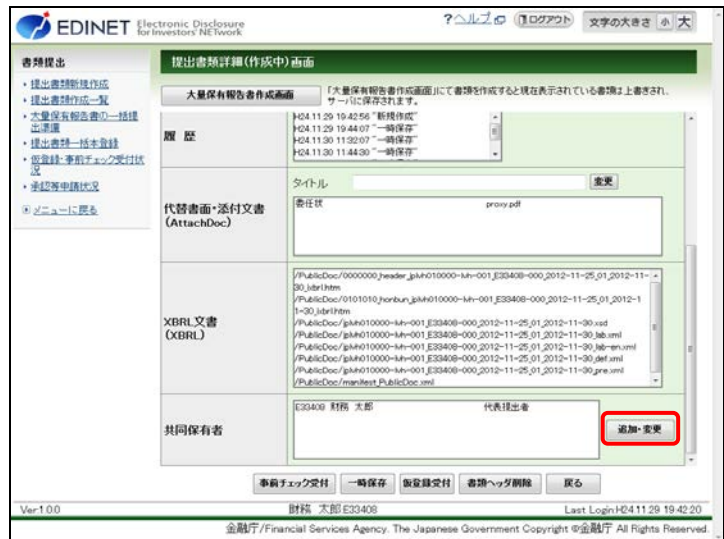 EDINET Electronic Disclosure
for Investors' NETwork
?ヘルプ ログアウト 文字の大きさ 小 大
書類提出
・提出書類新規作成
・提出書類作成一覧
・大量保有報告書の一括提
出準備
・提出書類一括本登録
・仮登録・事前チェック受付状
況
・承認等申請状況
メニューに戻る
提出書類詳細(作成中)画面
大量保有報告書作成画面
「大量保有報告書作成画面」にて書類を作成すると現在表示されている書類は上書きされ、
サーバに保存されます。
履 歴
H24.11.29 19:42:56 "新規作成"
H24.11.29 19:44:07 "一時保存"
H24.11.30 11:32:07 "一時保存"
H24.11.30 11:44:30 "一時保存"
代替書面・添付文書
(AttachDoc)
タイトル 変更
委任状 proxy.pdf
XBRL文書
(XBRL)
/PublicDoc/0000000_header_jplvh010000-lvh-001_E33408-000_2012-11-25_01_2012-11-
30_ixbrl.htm
/PublicDoc/0101010_honbun_jplvh010000-lvh-001_E33408-000_2012-11-25_01_2012-1
1-30_ixbrl.htm
/PublicDoc/jplvh010000-lvh-001_E33408-000_2012-11-25_01_2012-11-30.xsd
/PublicDoc/jplvh010000-lvh-001_E33408-000_2012-11-25_01_2012-11-30_lab.xml
/PublicDoc/jplvh010000-lvh-001_E33408-000_2012-11-25_01_2012-11-30_lab-en.xml
/PublicDoc/jplvh010000-lvh-001_E33408-000_2012-11-25_01_2012-11-30_def.xml
/PublicDoc/jplvh010000-lvh-001_E33408-000_2012-11-25_01_2012-11-30_pre.xml
/PublicDoc/manifest_PublicDoc.xml
共同保有者
E33408 財務 太郎 代表提出者
追加・変更
事前チェック受付 一時保存 仮登録受付 書類ヘッダ削除 戻る
Ver.1.0.0 財務 太郎:E33408 Last Login:H24.11.29 19:42:20
金融庁/Financial Services Agency. The Japanese Government Copyright ©金融庁 All Rights Reserved.